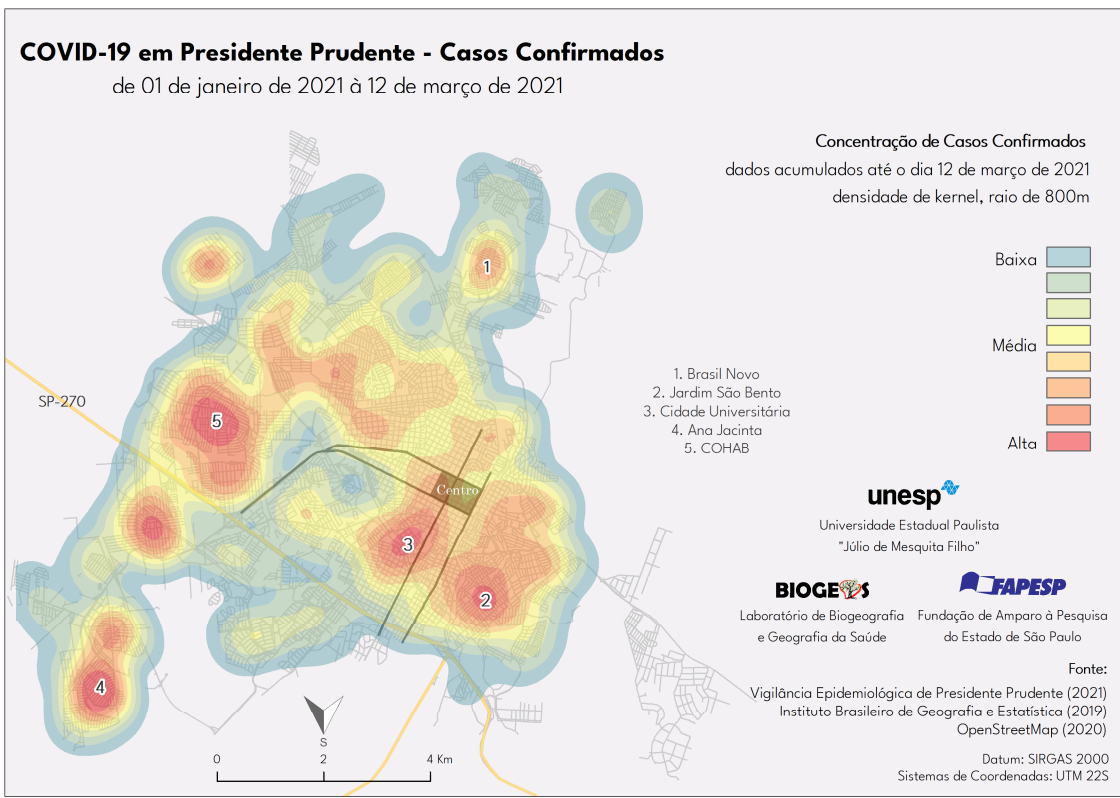 COVID-19 em Presidente Prudente - Casos Confirmados
de 01 de janeiro de 2021 à 12 de março de 2021
Concentração de Casos Confirmados
dados acumulados até o dia 12 de março de 2021
densidade de kernel, raio de 800m
Baixa
Média
Alta
1
SP-270
5
1. Brasil Novo
2. Jardim São Bento
3. Cidade Universitária
4. Ana Jacinta
5. COHAB
Centro
3
2
4
unesp
Universidade Estadual Paulista
"Júlio de Mesquita Filho"
BIOGEOS
Laboratório de Biogeografia
e Geografia da Saúde
FAPESP
Fundação de Amparo à Pesquisa
do Estado de São Paulo
Fonte:
Vigilância Epidemiológica de Presidente Prudente (2021)
Instituto Brasileiro de Geografia e Estatística (2019)
OpenStreetMap (2020)
S
0 2 4 Km
Datum: SIRGAS 2000
Sistemas de Coordenadas: UTM 22S